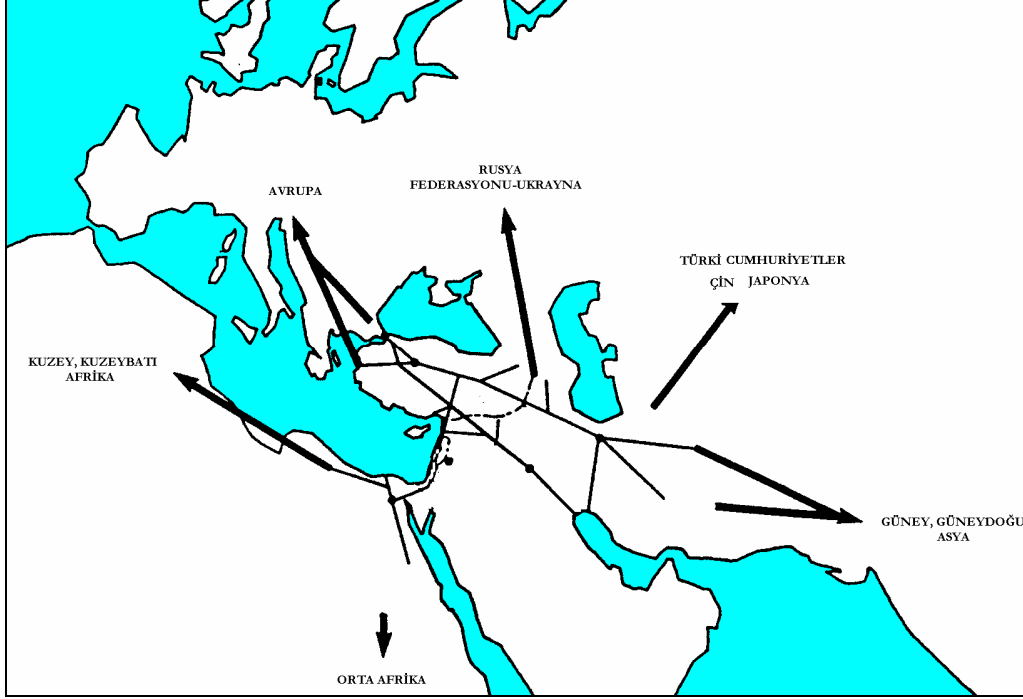 RUSYA
FEDERASYONU-UKRAYNA
AVRUPA
TÜRKİ CUMHURİYETLER
ÇİN JAPONYA
KUZEY, KUZEYBATI
AFRİKA
GÜNEY, GÜNEYDOĞU
ASYA
ORTA AFRİKA